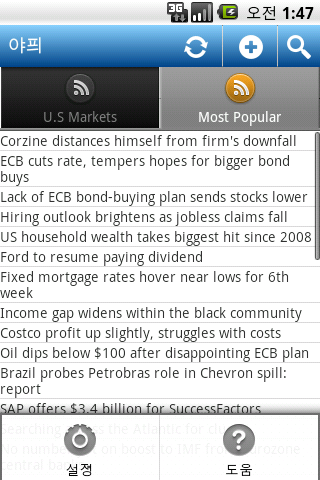 3G
오전 1:47
야피
U.S Markets
Most Popular
Corzine distances himself from firm's downfall
ECB cuts rate, tempers hopes for bigger bond
buys
Lack of ECB bond-buying plan sends stocks lower
Hiring outlook brightens as jobless claims fall
US household wealth takes biggest hit since 2008
Ford to resume paying dividend
Fixed mortgage rates hover near lows for 6th
week
Income gap widens within the black community
Costco profit up slightly, struggles with costs
Oil dips below $100 after disappointing ECB plan
Brazil probes Petrobras role in Chevron spill:
report
SAP offers $3.4 billion for SuccessFactors
Searching the Atlantic for
No on boost to IMF
central
설정
도움